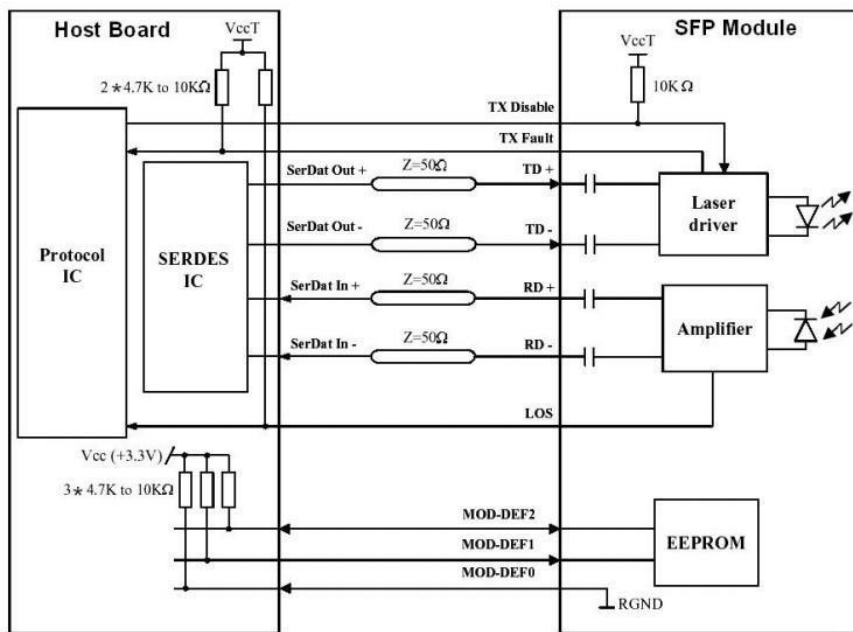 Host Board
SFP Module
VccT
VccT
2*4.7K to 10KΩ
10KΩ
TX Disable
TX Fault
SerDat Out +
Z=50Ω
TD +
Laser driver
SerDat Out -
Z=50Ω
TD -
Protocol IC
SERDES IC
SerDat In +
Z=50Ω
RD +
Amplifier
SerDat In -
Z=50Ω
RD -
LOS
Vcc (+3.3V)
3*4.7K to 10KΩ
MOD-DEF2
MOD-DEF1
EEPROM
MOD-DEF0
RGND